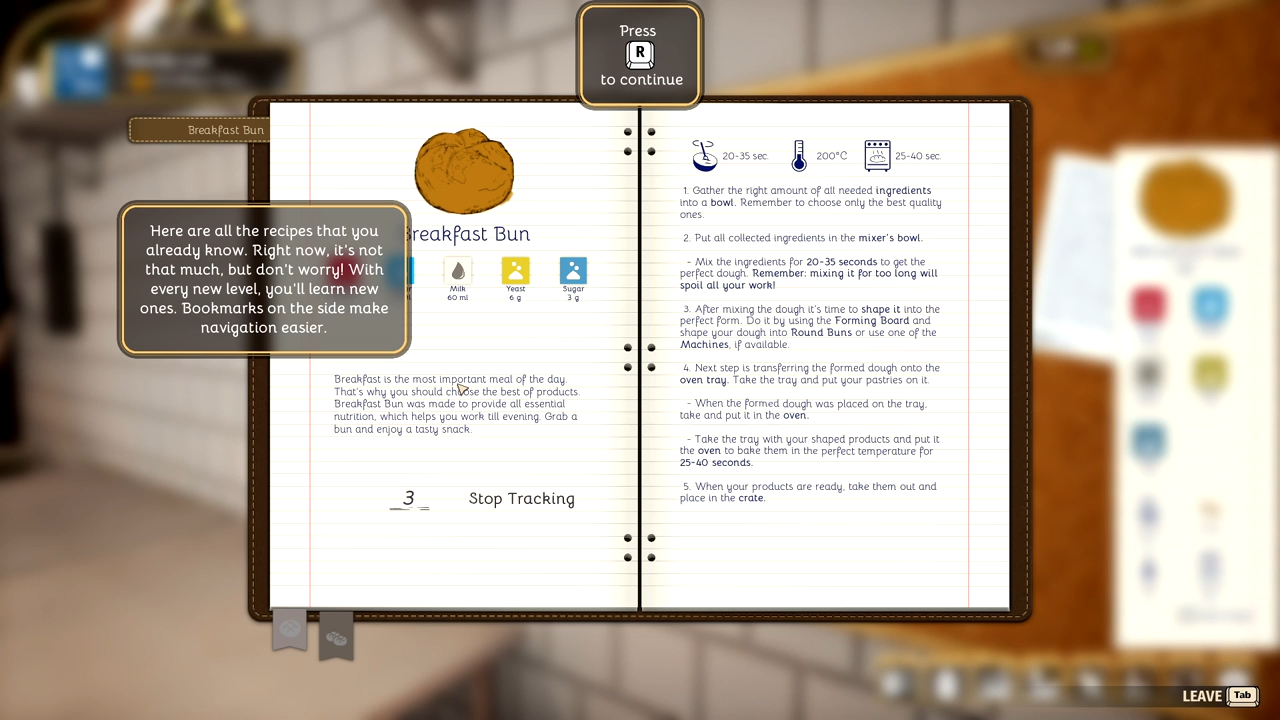 Press
R
to continue
Breakfast Bun
Here are all the recipes that you
already know. Right now, it's not
that much, but don't worry! With
every new level, you'll learn new
ones. Bookmarks on the side make
navigation easier.
Breakfast Bun
Milk
60 ml
Yeast
6 g
Sugar
3 g
Breakfast is the most important meal of the day.
That's why you should choose the best of products.
Breakfast Bun was made to provide all essential
nutrition, which helps you work till evening. Grab a
bun and enjoy a tasty snack.
3
Stop Tracking
20-35 sec.
200°C
25-40 sec.
1. Gather the right amount of all needed ingredients
into a bowl. Remember to choose only the best quality
ones.
2. Put all collected ingredients in the mixer's bowl.
- Mix the ingredients for 20-35 seconds to get the
perfect dough. Remember: mixing it for too long will
spoil all your work!
3. After mixing the dough it's time to shape it into the
perfect form. Do it by using the Forming Board and
shape your dough into Round Buns or use one of the
Machines, if available.
4. Next step is transferring the formed dough onto the
oven tray. Take the tray and put your pastries on it.
- When the formed dough was placed on the tray,
take and put it in the oven.
- Take the tray with your shaped products and put it
the oven to bake them in the perfect temperature for
25-40 seconds.
5. When your products are ready, take them out and
place in the crate.
LEAVE Tab